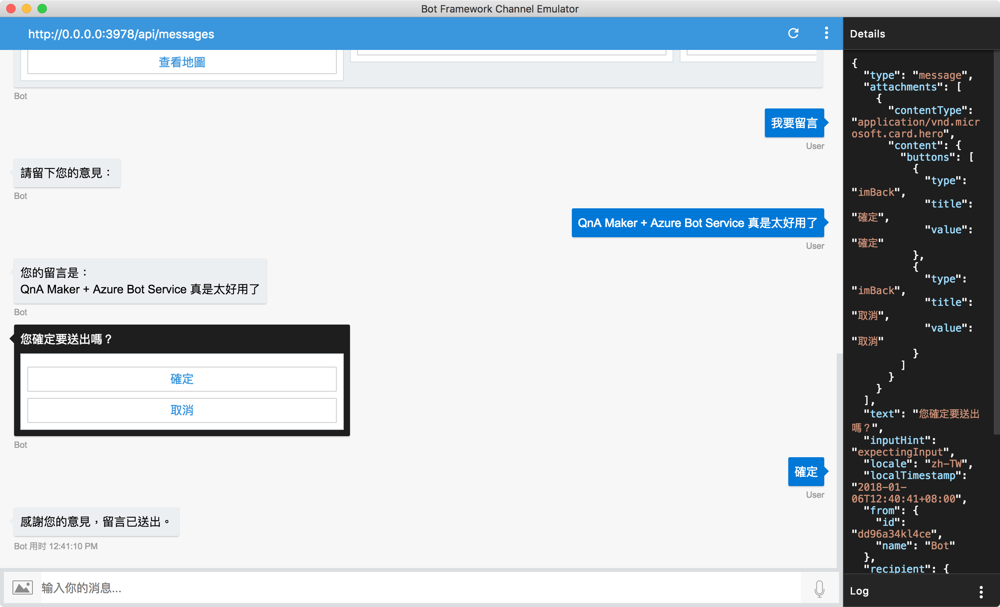 Bot Framework Channel Emulator
http://0.0.0.0:3978/api/messages
查看地圖
Bot
我要留言
User
請留下您的意見：
Bot
QnA Maker + Azure Bot Service 真是太好用了
User
您的留言是：
QnA Maker + Azure Bot Service 真是太好用了
Bot
您確定要送出嗎？
確定
取消
Bot
確定
User
感謝您的意見，留言已送出。
Bot 用时 12:41:10 PM
输入你的消息...
Details
{
"type": "message",
"attachments": [
{
"contentType":
"application/vnd.micr
osoft.card.hero",
"content": {
"buttons": [
{
"type":
"imBack",
"title":
"確定",
"value":
"確定"
},
{
"type":
"imBack",
"title":
"取消",
"value":
"取消"
}
]
}
}
],
"text": "您確定要送出
嗎？",
"inputHint":
"expectingInput",
"locale": "zh-TW",
"localTimestamp":
"2018-01-
06T12:40:41+08:00",
"from": {
"id":
"dd96a34kl4ce",
"name": "Bot"
},
"recipient": {
Log